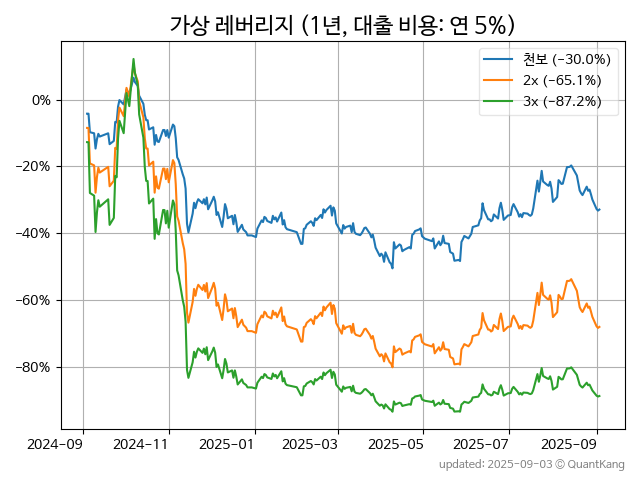 가상 레버리지 (1년, 대출 비용: 연 5%)
천보 (−30.0%)
2x (−65.1%)
3x (−87.2%)
0%
−20%
−40%
−60%
−80%
2024-09 2024-11 2025-01 2025-03 2025-05 2025-07 2025-09
updated: 2025-09-03 © QuantKang